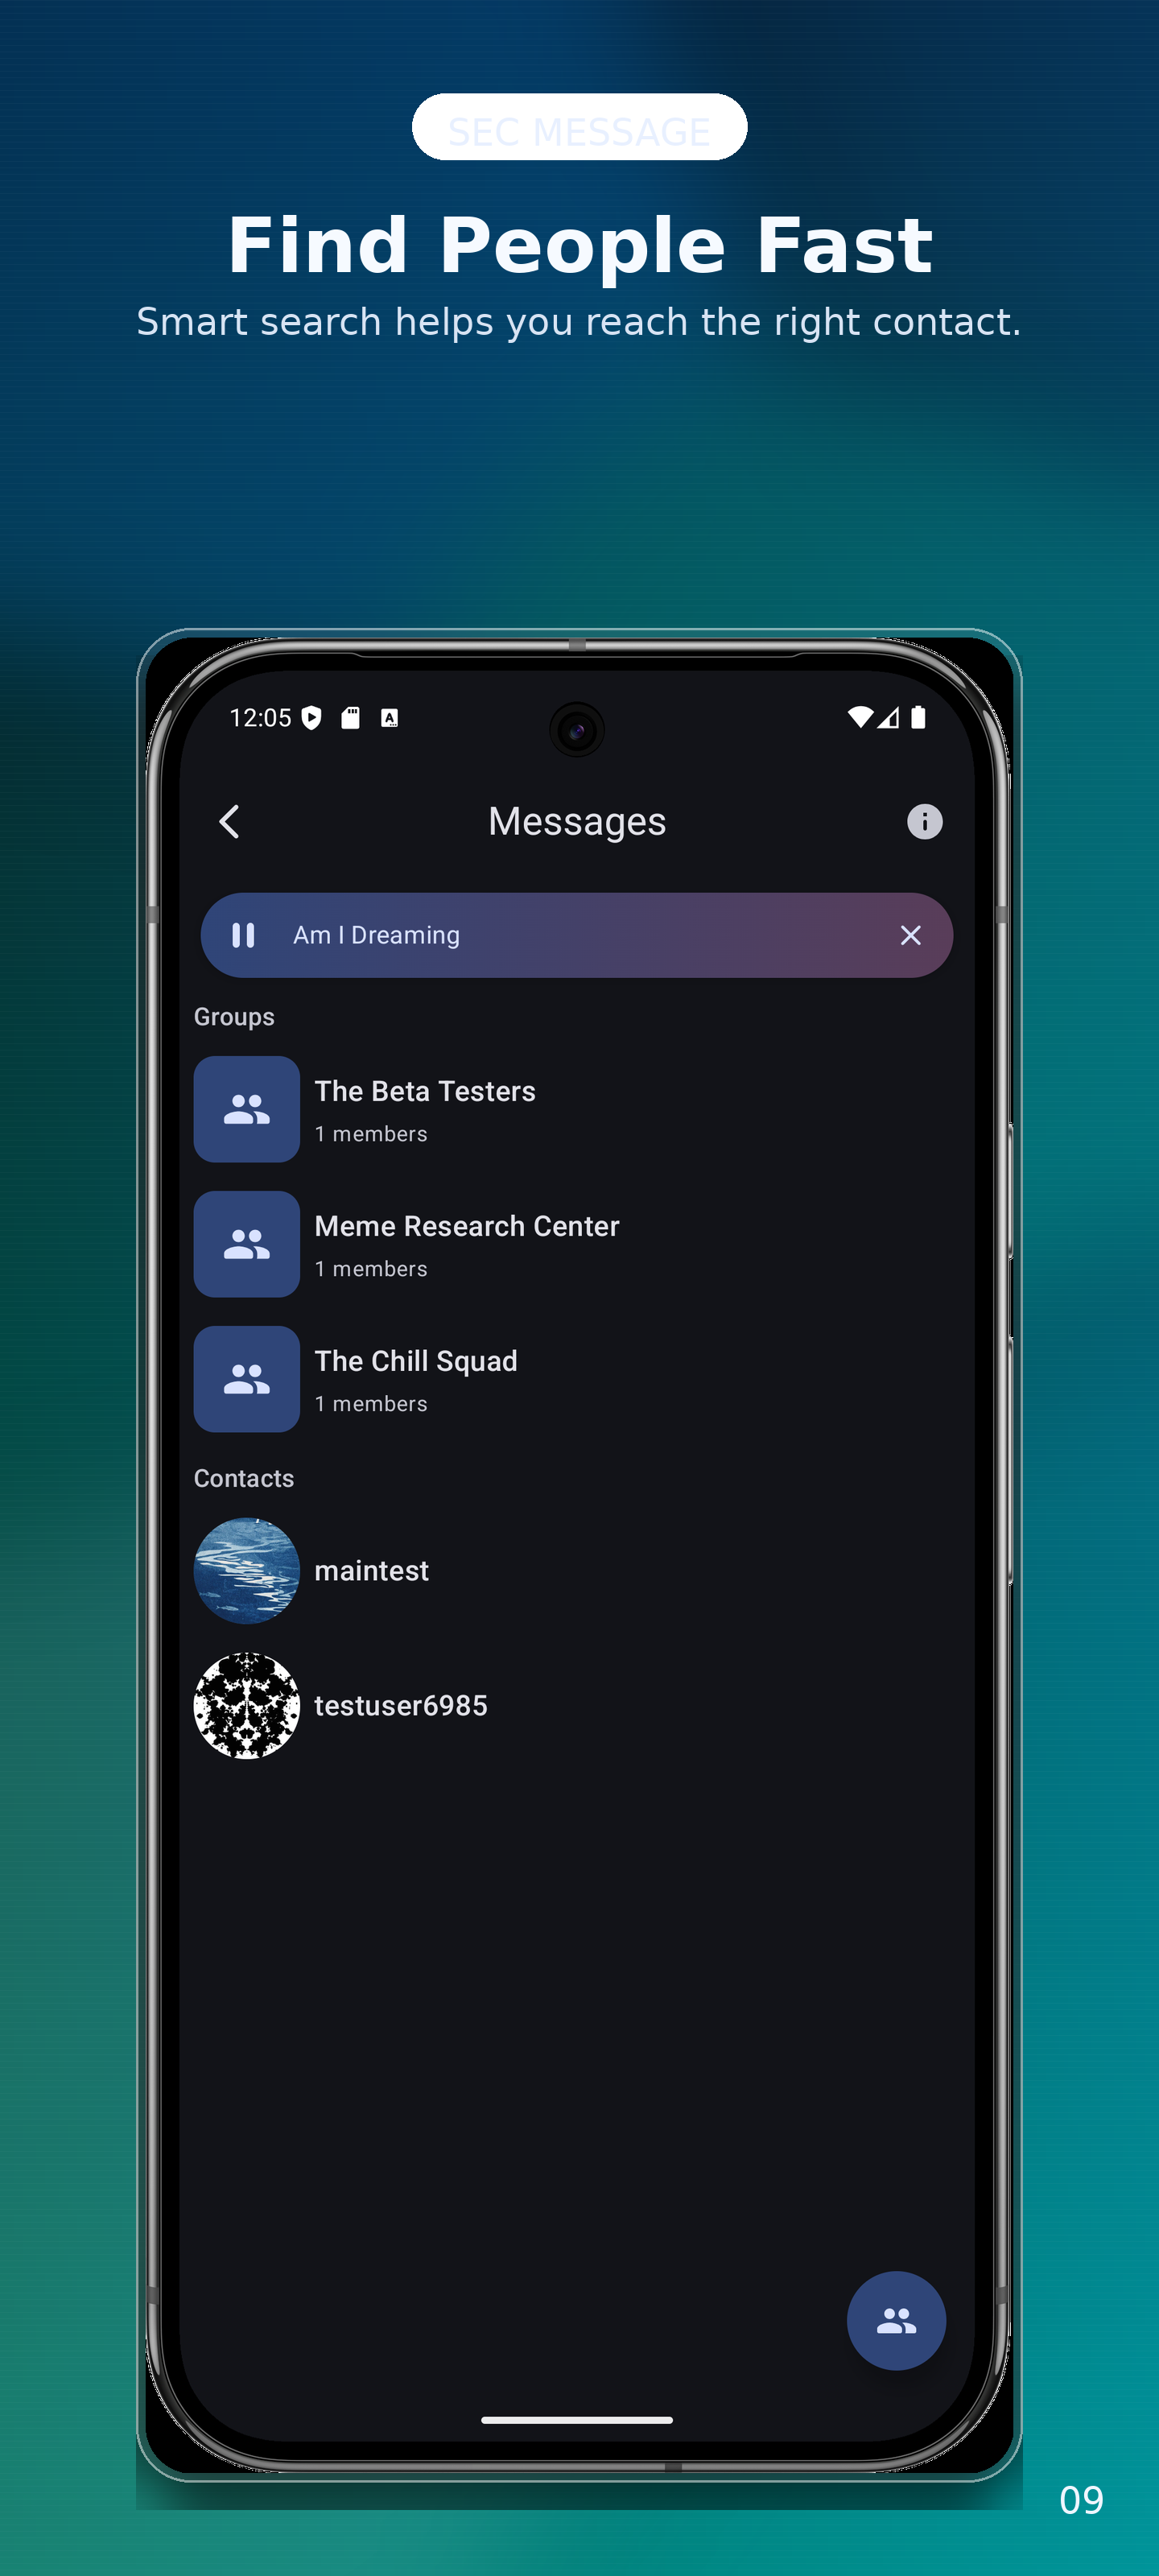 SEC MESSAGE
Find People Fast
Smart search helps you reach the right contact.
12:05
Messages
Am I Dreaming
Groups
The Beta Testers
1 members
Meme Research Center
1 members
The Chill Squad
1 members
Contacts
maintest
testuser6985
09